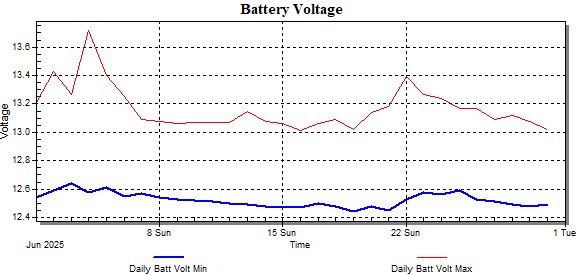 Battery Voltage
13.6
13.4
13.2
13.0
12.8
12.6
12.4
Voltage
8 Sun
15 Sun
22 Sun
1 Tue
Jun 2025
Time
Daily Batt Volt Min
Daily Batt Volt Max